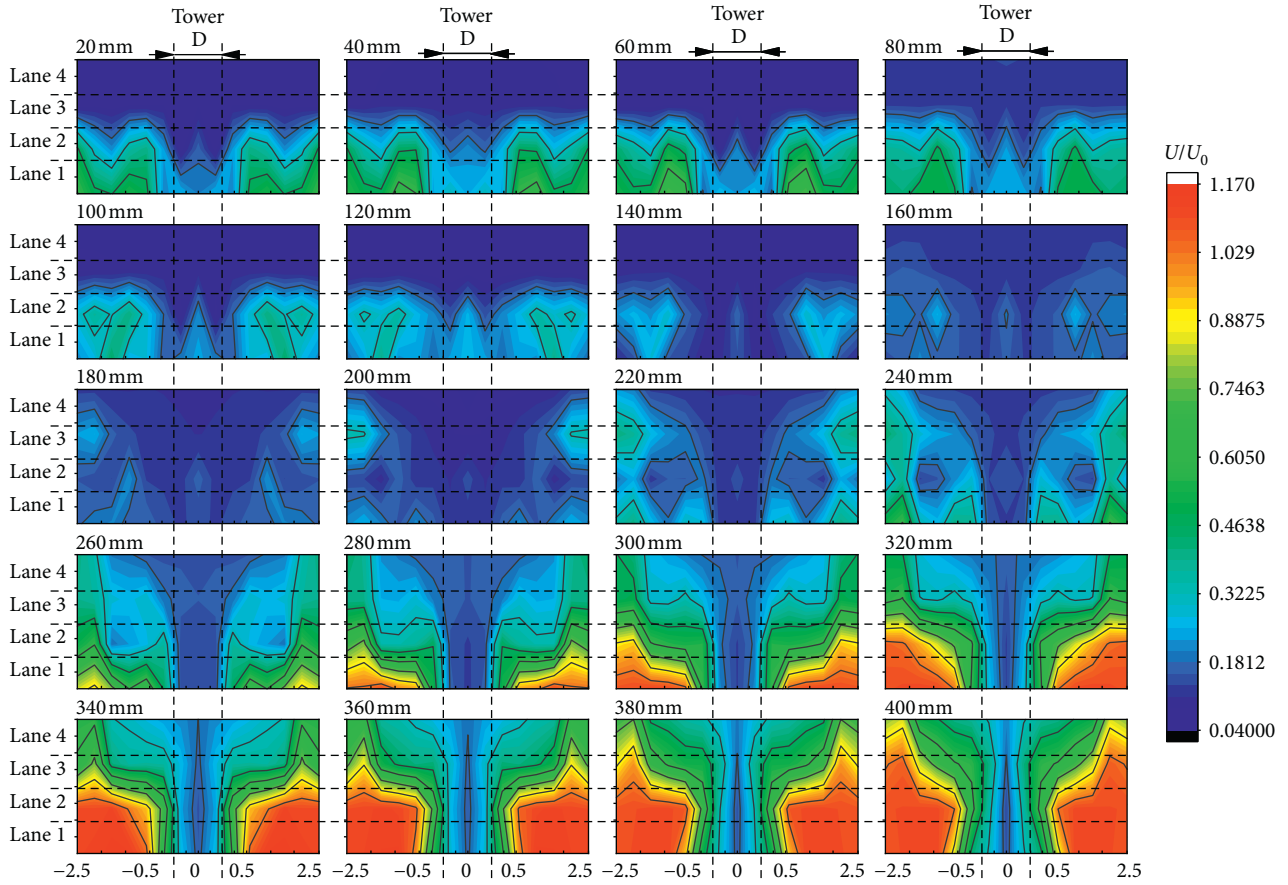 Tower Tower Tower Tower
D D D D
20 mm 40 mm 60 mm 80 mm
Lane 4
Lane 3
Lane 2
Lane 1
100 mm 120 mm 140 mm 160 mm
Lane 4
Lane 3
Lane 2
Lane 1
180 mm 200 mm 220 mm 240 mm
Lane 4
Lane 3
Lane 2
Lane 1
260 mm 280 mm 300 mm 320 mm
Lane 4
Lane 3
Lane 2
Lane 1
340 mm 360 mm 380 mm 400 mm
Lane 4
Lane 3
Lane 2
Lane 1
−2.5 −0.5 0 0.5 2.5 −0.5 0 0.5 2.5 −0.5 0 0.5 2.5 −0.5 0 0.5 2.5
U/U0
1.170
1.029
0.8875
0.7463
0.6050
0.4638
0.3225
0.1812
0.04000